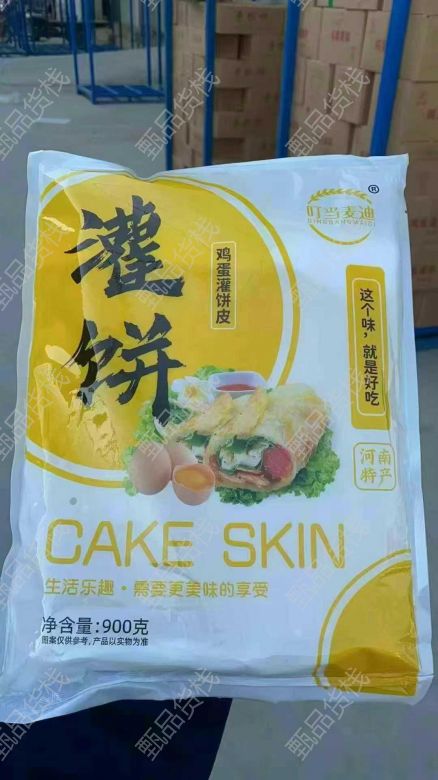 叮当麦迪
DINGDANGMAIDI
®
灌饼
鸡蛋灌饼皮
这个味，就是好吃
河南
特产
CAKE SKIN
生活乐趣·需要更美味的享受
净含量:900克
图案仅供参考，产品以实物为准
甄品货栈